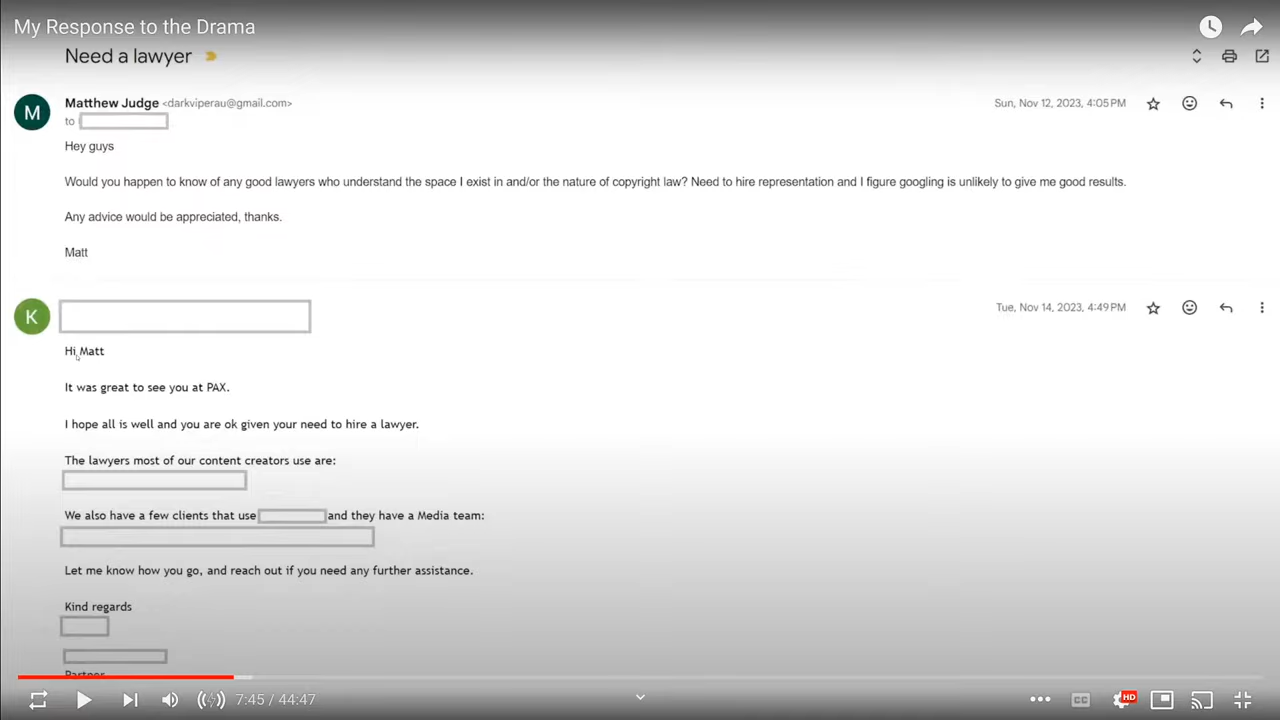 My Response to the Drama
Need a lawyer
M
Matthew Judge <darkviperau@gmail.com>
Sun, Nov 12, 2023, 4:05 PM
to
Hey guys
Would you happen to know of any good lawyers who understand the space I exist in and/or the nature of copyright law? Need to hire representation and I figure googling is unlikely to give me good results.
Any advice would be appreciated, thanks.
Matt
K
Tue, Nov 14, 2023, 4:49 PM
Hi Matt
It was great to see you at PAX.
I hope all is well and you are ok given your need to hire a lawyer.
The lawyers most of our content creators use are:
We also have a few clients that use and they have a Media team:
Let me know how you go, and reach out if you need any further assistance.
Kind regards
Partner
7:45 / 44:47
CC
HD